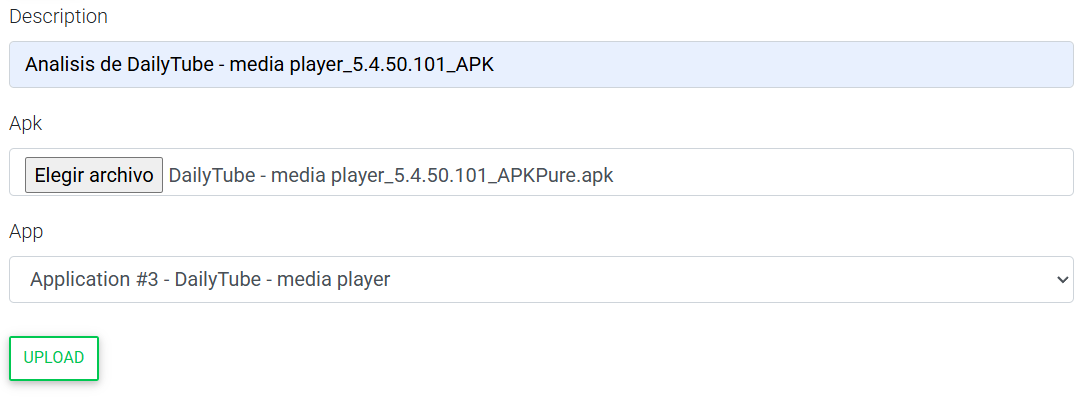 Description
Analisis de DailyTube - media player_5.4.50.101_APK
Apk
Elegir archivo DailyTube - media player_5.4.50.101_APKPure.apk
App
Application #3 - DailyTube - media player
UPLOAD